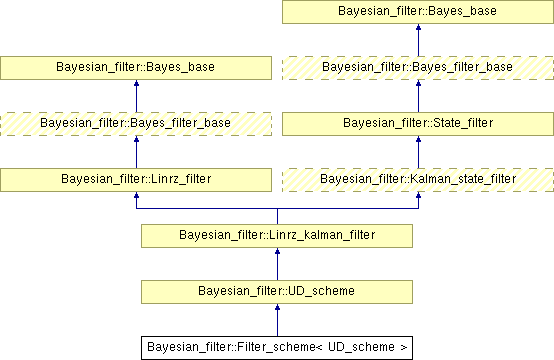 Bayesian_filter::Bayes_base
Bayesian_filter::Bayes_base
Bayesian_filter::Bayes_filter_base
Bayesian_filter::Bayes_filter_base
Bayesian_filter::State_filter
Bayesian_filter::Linrz_filter
Bayesian_filter::Kalman_state_filter
Bayesian_filter::Linrz_kalman_filter
Bayesian_filter::UD_scheme
Bayesian_filter::Filter_scheme< UD_scheme >